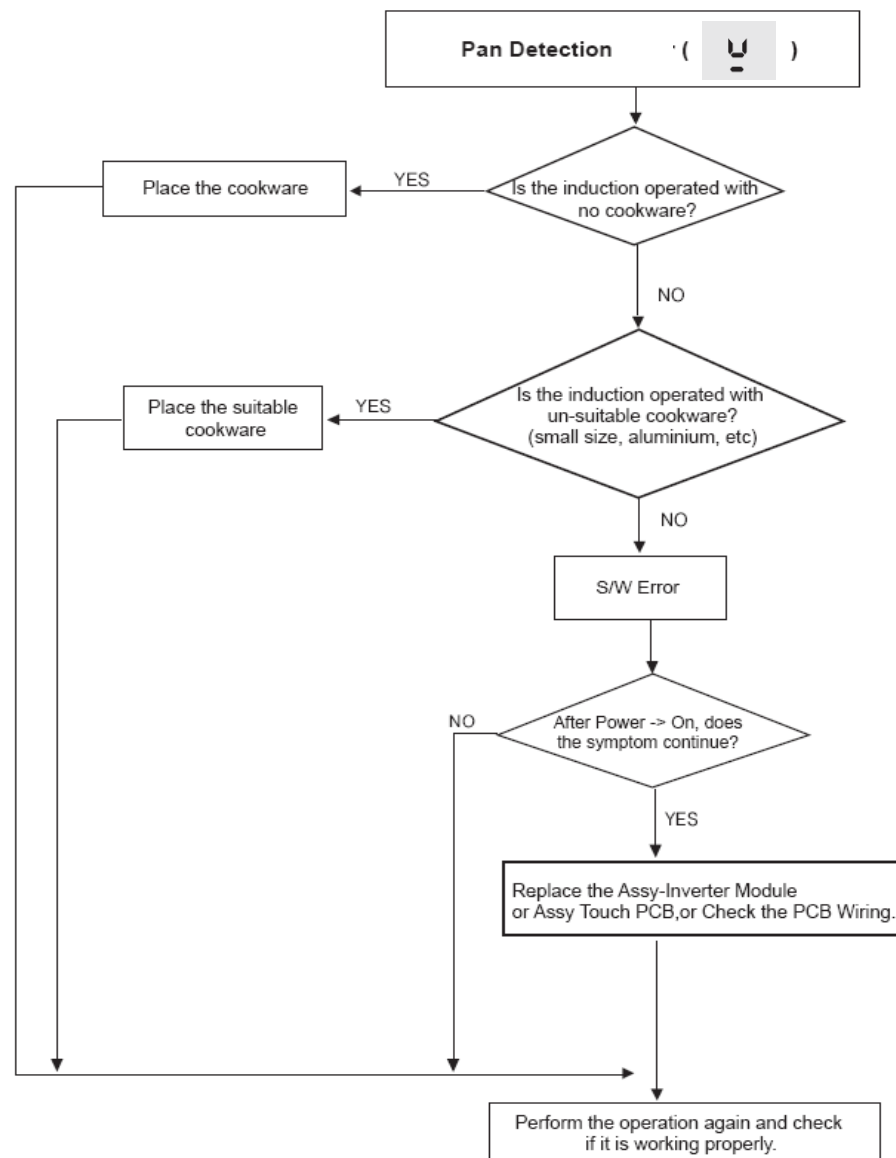 Pan Detection ( )
Is the induction operated with
no cookware?
YES
Place the cookware
NO
Is the induction operated with
un-suitable cookware?
(small size, aluminium, etc)
YES
Place the suitable
cookware
NO
S/W Error
After Power -> On, does
the symptom continue?
NO
YES
Replace the Assy-Inverter Module
or Assy Touch PCB,or Check the PCB Wiring.
Perform the operation again and check
if it is working properly.